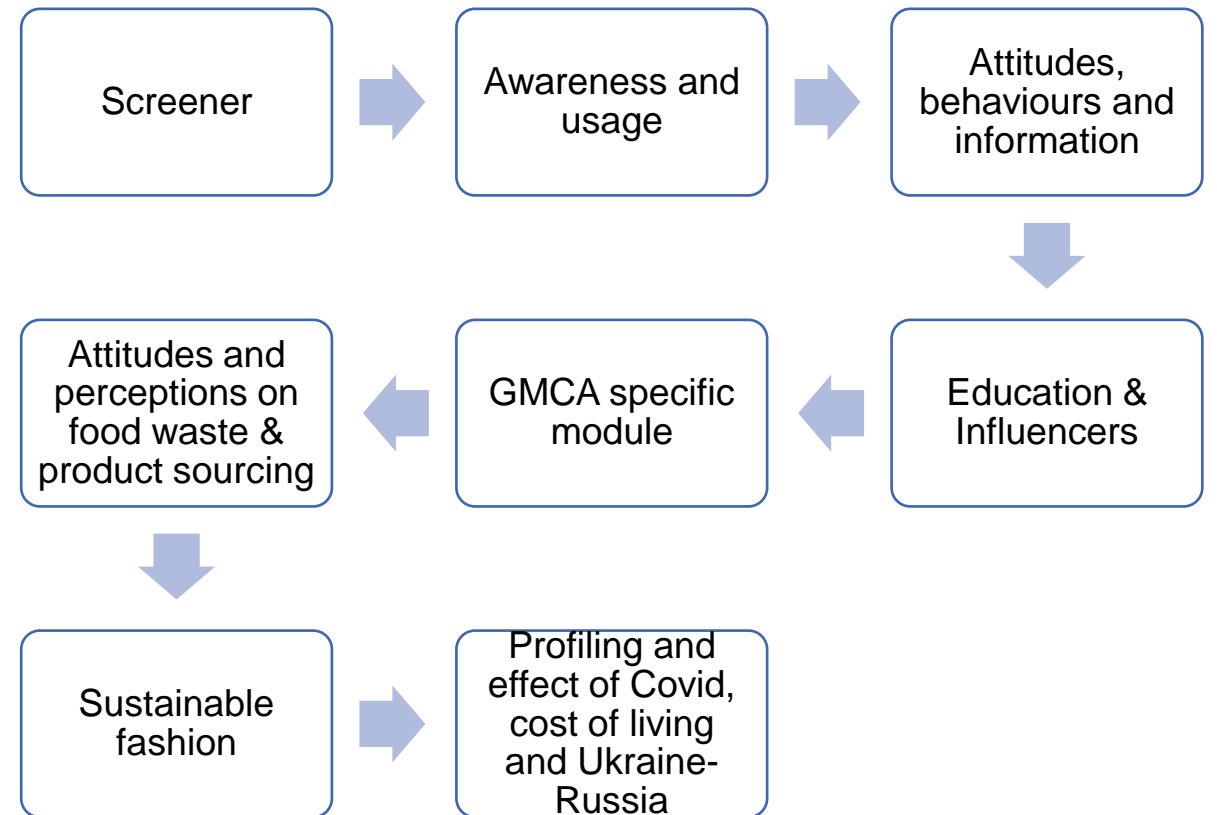 Screener
Awareness and
usage
Attitudes,
behaviours and
information
Education &
Influencers
GMCA specific
module
Attitudes and
perceptions on
food waste &
product sourcing
Sustainable
fashion
Profiling and
effect of Covid,
cost of living
and Ukraine-
Russia